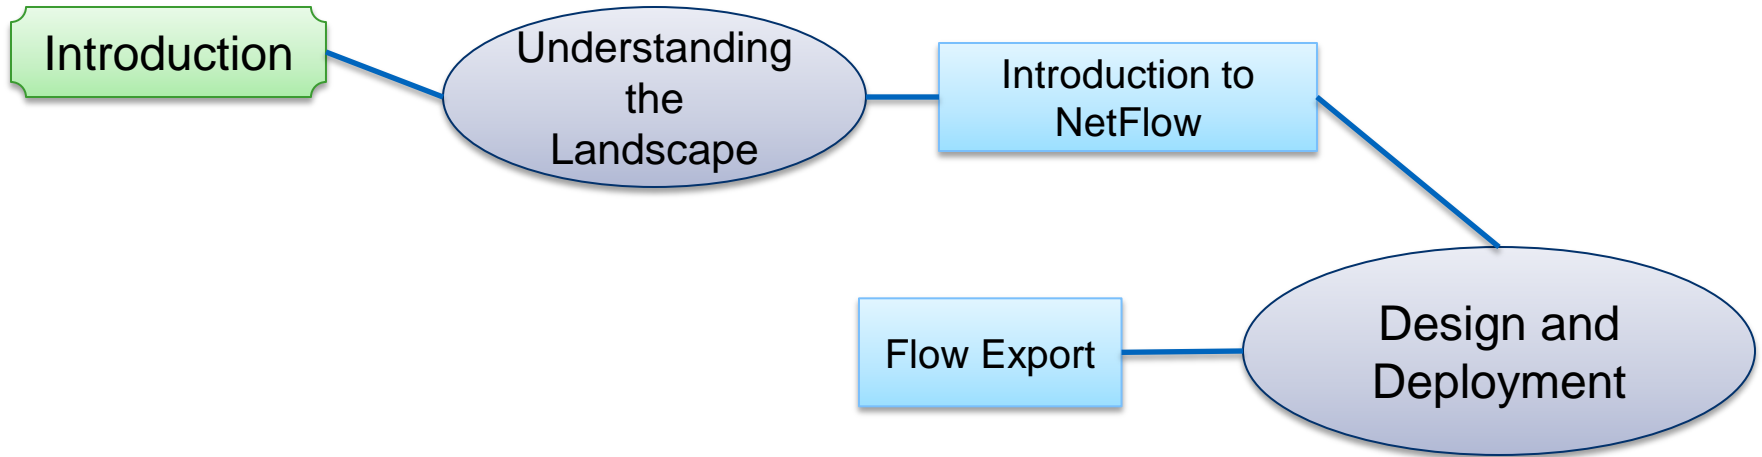 Introduction
Understanding
the
Landscape
Introduction to
NetFlow
Design and
Deployment
Flow Export